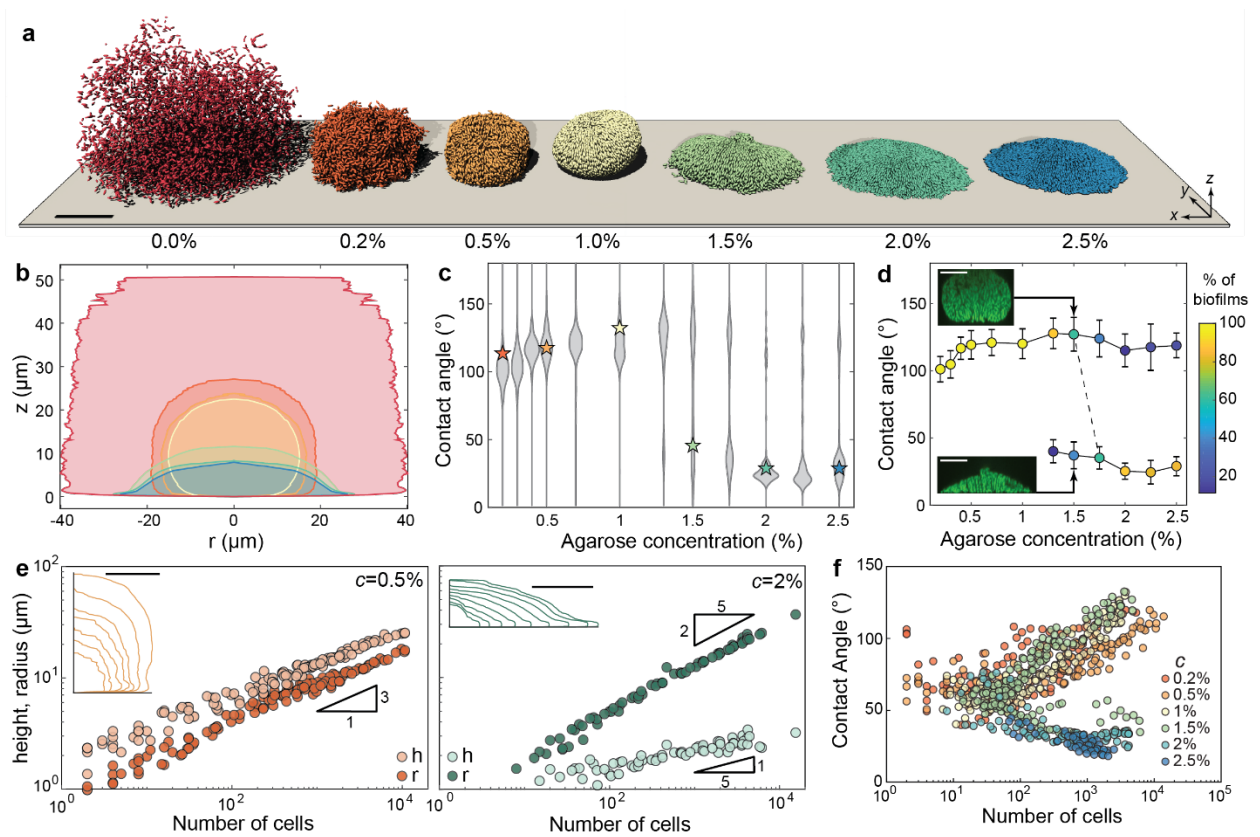 a
z
y
x
0.0% 0.2% 0.5% 1.0% 1.5% 2.0% 2.5%
b
z (µm)
50
40
30
20
10
0
-40 -20 0 20 40
r (µm)
c
Contact angle (°)
150
100
50
0
0.5 1 1.5 2 2.5
Agarose concentration (%)
d
Contact angle (°)
150
100
50
0
0.5 1 1.5 2.0 2.5
Agarose concentration (%)
% of
biofilms
100
90
80
70
60
50
40
30
20
e
height, radius (µm)
10²
10¹
10⁰
c=0.5%
3
1
h
r
10⁰ 10² 10⁴
Number of cells
c=2%
5
2
1
5
h
r
10⁰ 10² 10⁴
Number of cells
f
Contact Angle (°)
150
100
50
0
c
0.2%
0.5%
1%
1.5%
2%
2.5%
10⁰ 10¹ 10² 10³ 10⁴ 10⁵
Number of cells